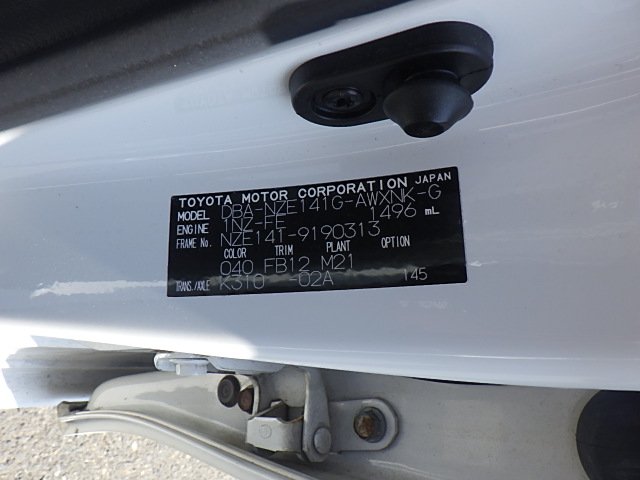 TOYOTA MOTOR CORPORATION JAPAN
MODEL DBA-NZE141G-AWXNK-G
ENGINE 1NZ-FE 1496 mL
FRAME No. NZE141-9190313
COLOR TRIM PLANT OPTION
040 FB12 M21
TRANS./AXLE K310 -02A 145